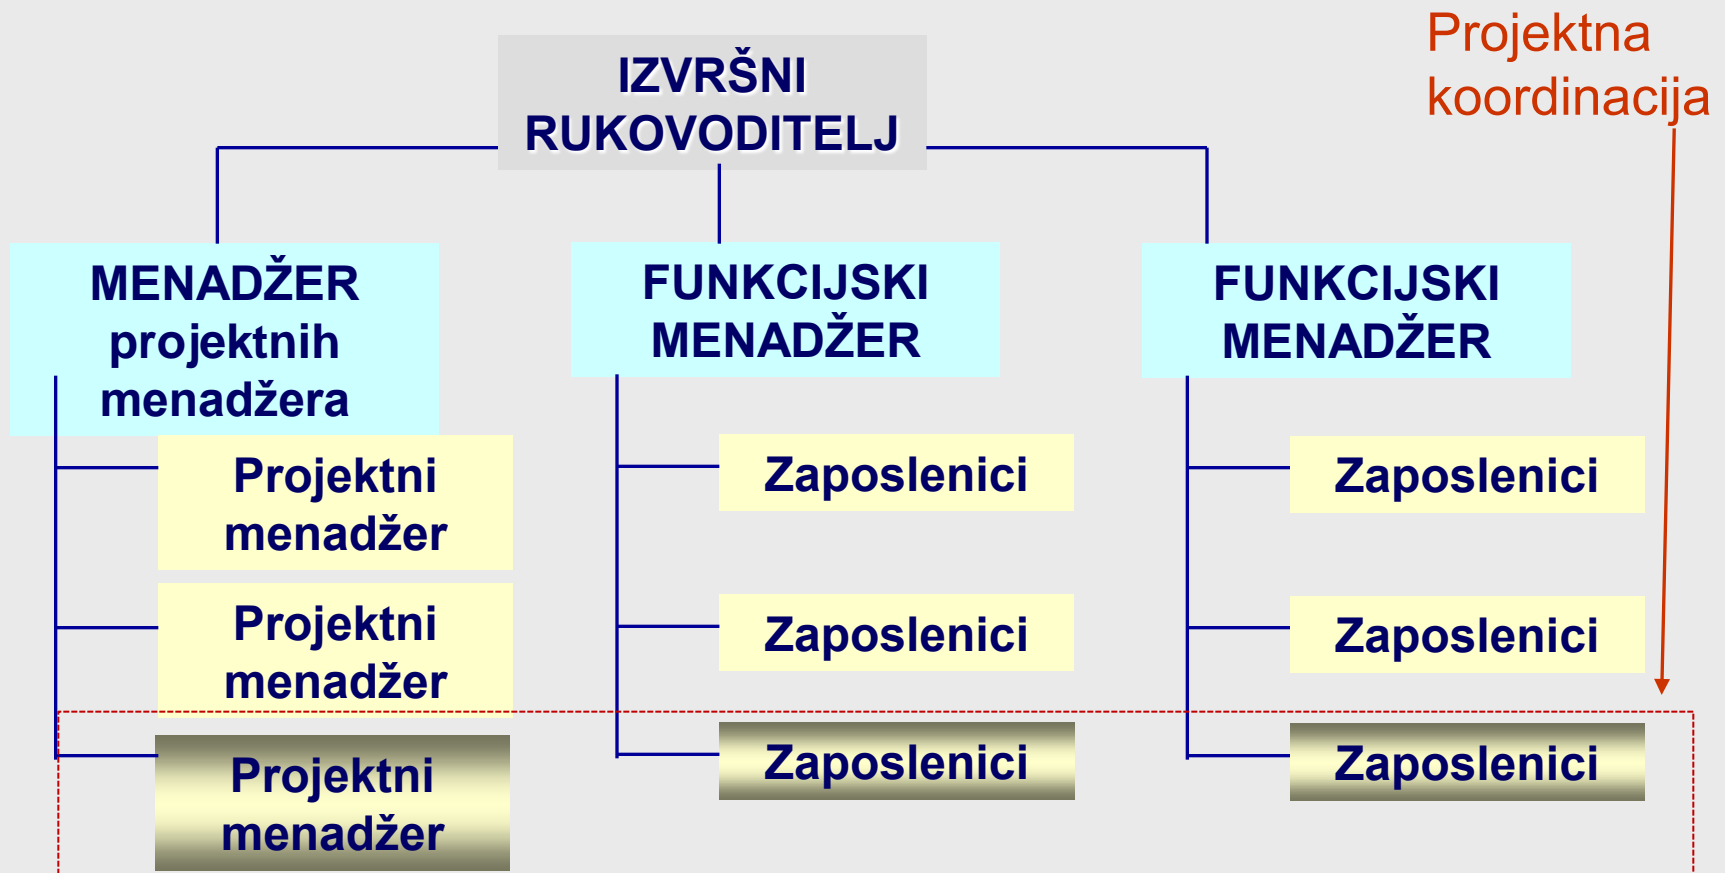 Projektna
koordinacija
IZVRŠNI
RUKOVODITELJ
MENADŽER
projektnih
menadžera
FUNKCIJSKI
MENADŽER
FUNKCIJSKI
MENADŽER
Projektni
menadžer
Zaposlenici
Zaposlenici
Projektni
menadžer
Zaposlenici
Zaposlenici
Projektni
menadžer
Zaposlenici
Zaposlenici